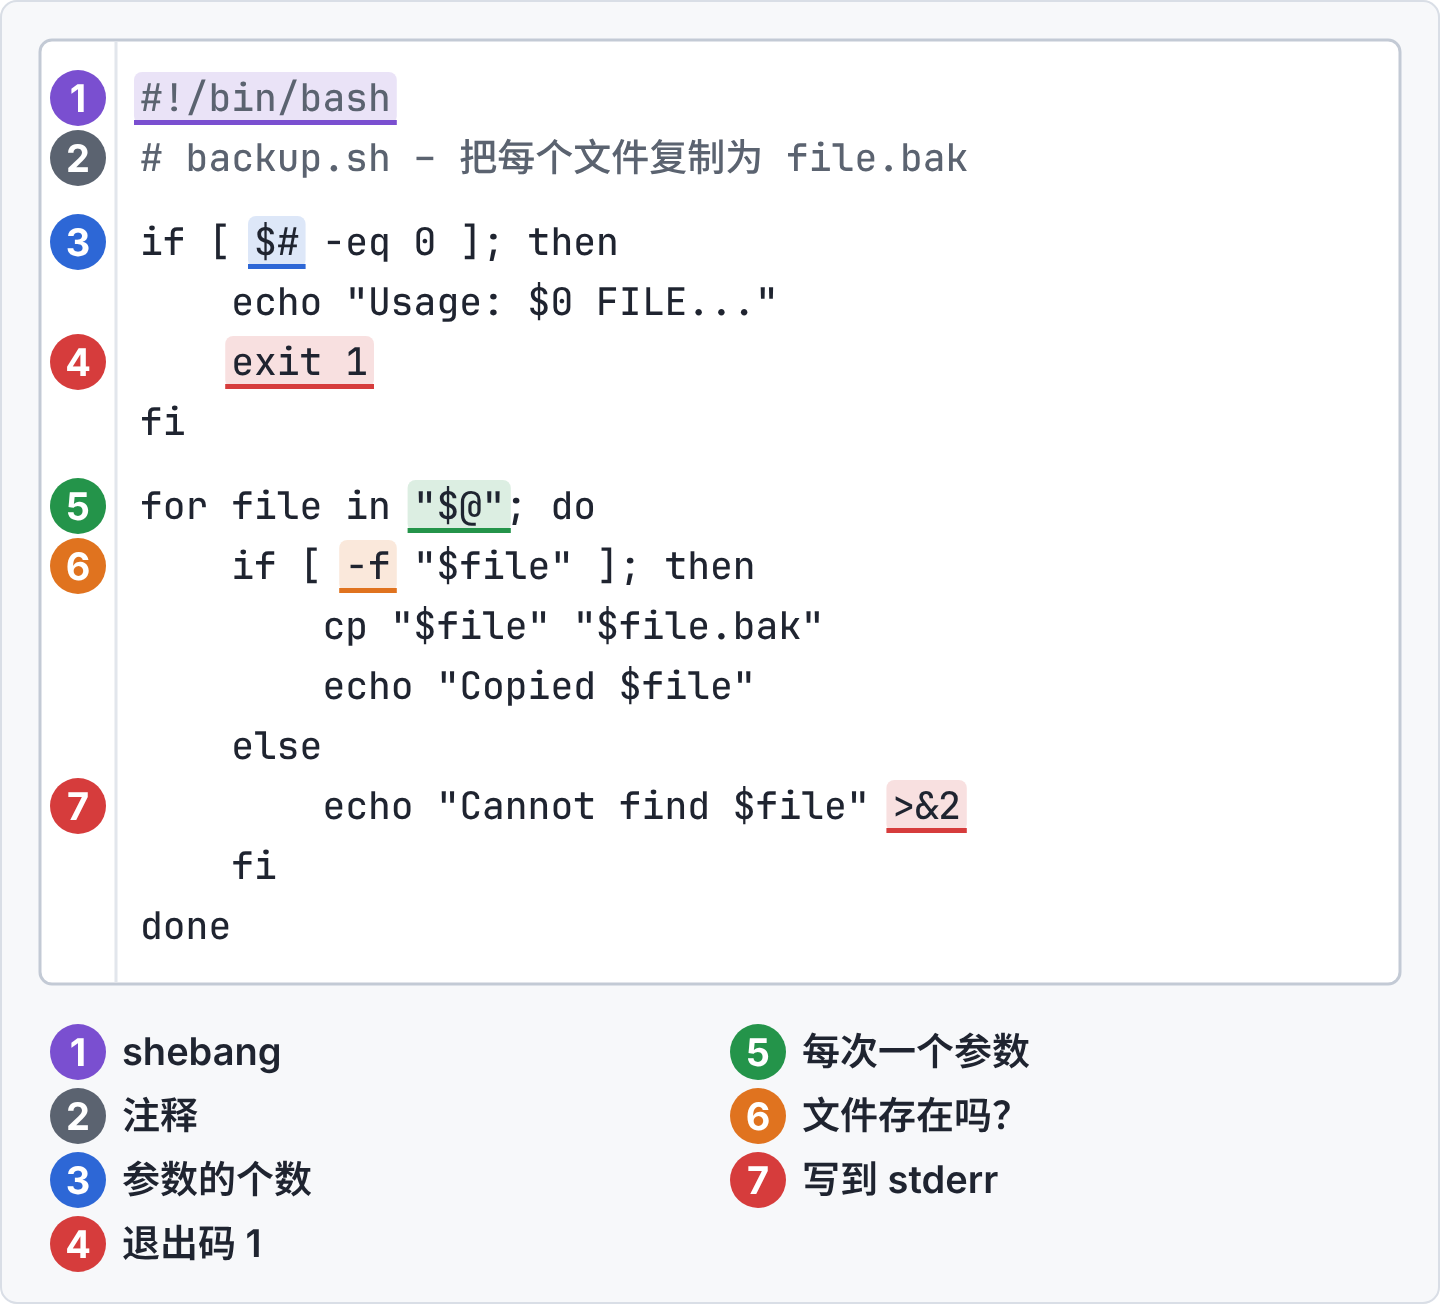 1 #!/bin/bash
2 # backup.sh – 把每个文件复制为 file.bak
3 if [ $# -eq 0 ]; then
echo "Usage: $0 FILE..."
4 exit 1
fi
5 for file in "$@"; do
6 if [ -f "$file" ]; then
cp "$file" "$file.bak"
echo "Copied $file"
else
7 echo "Cannot find $file" >&2
fi
done
1 shebang
2 注释
3 参数的个数
4 退出码 1
5 每次一个参数
6 文件存在吗？
7 写到 stderr